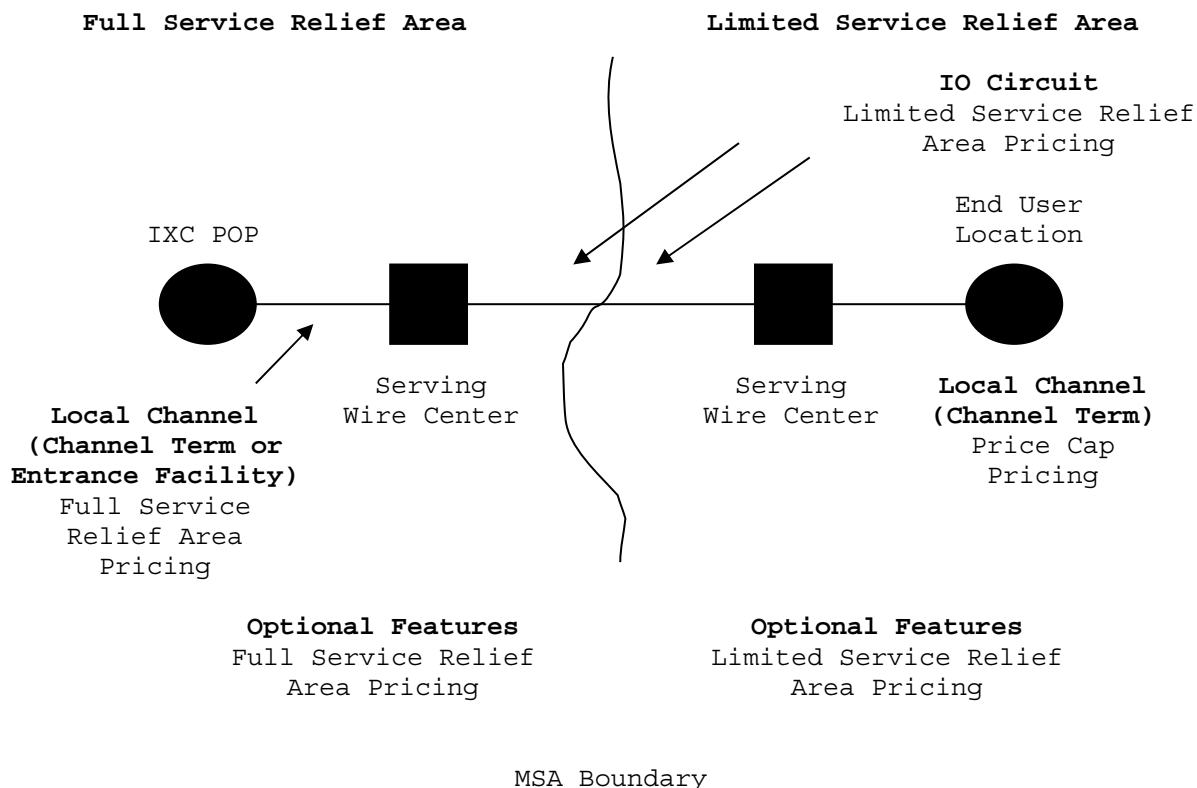 Full Service Relief Area
Limited Service Relief Area
IO Circuit
Limited Service Relief
Area Pricing
IXC POP
End User
Location
Serving
Wire Center
Serving
Wire Center
Local Channel
(Channel Term)
Price Cap
Pricing
Local Channel
(Channel Term or
Entrance Facility)
Full Service
Relief Area
Pricing
Optional Features
Full Service Relief
Area Pricing
Optional Features
Limited Service Relief
Area Pricing
MSA Boundary